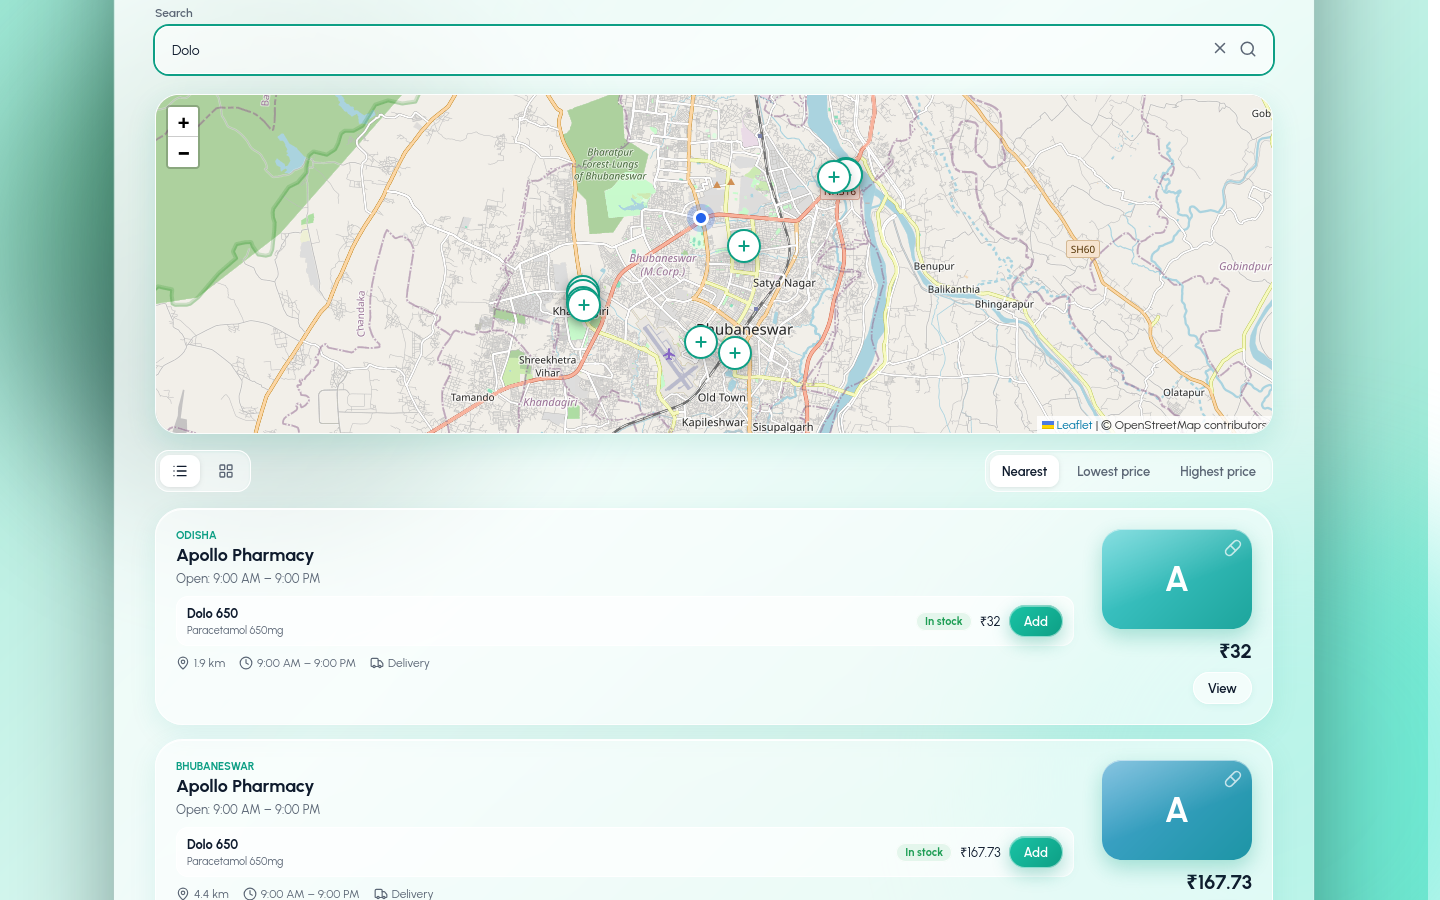 Search
Dolo
+
−
Bharatpur
Forest-Lungs
of Bhubaneswar
Gob
SH60
Gobindpur
Bhubaneswar
(M.Corp.)
Satya Nagar
Benupur
Balikanthia
Bhingarapur
Chandaka
Bhubaneswar
Shreekhetra
Vihar
Tamando
Khandagiri
Old Town
Olatapur
Kapileshwar
Sisupalgarh
Leaflet | © OpenStreetMap contributors
Nearest
Lowest price
Highest price
ODISHA
Apollo Pharmacy
Open: 9:00 AM – 9:00 PM
Dolo 650
Paracetamol 650mg
In stock
₹32
Add
A
1.9 km
9:00 AM – 9:00 PM
Delivery
₹32
View
BHUBANESWAR
Apollo Pharmacy
Open: 9:00 AM – 9:00 PM
Dolo 650
Paracetamol 650mg
In stock
₹167.73
Add
A
4.4 km
9:00 AM – 9:00 PM
Delivery
₹167.73